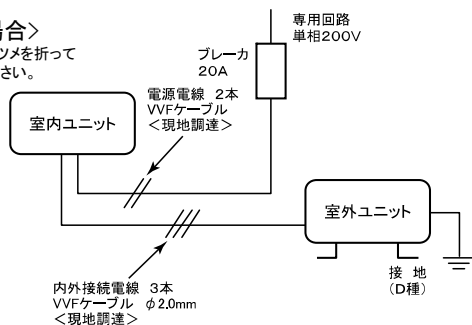 場合>
ツメを折って
さい。
専用回路
単相200V
ブレーカ
20A
電源電線 2本
VVFケーブル
<現地調達>
室内ユニット
室外ユニット
接 地
(D種)
内外接続電線 3本
VVFケーブル φ2.0mm
<現地調達>